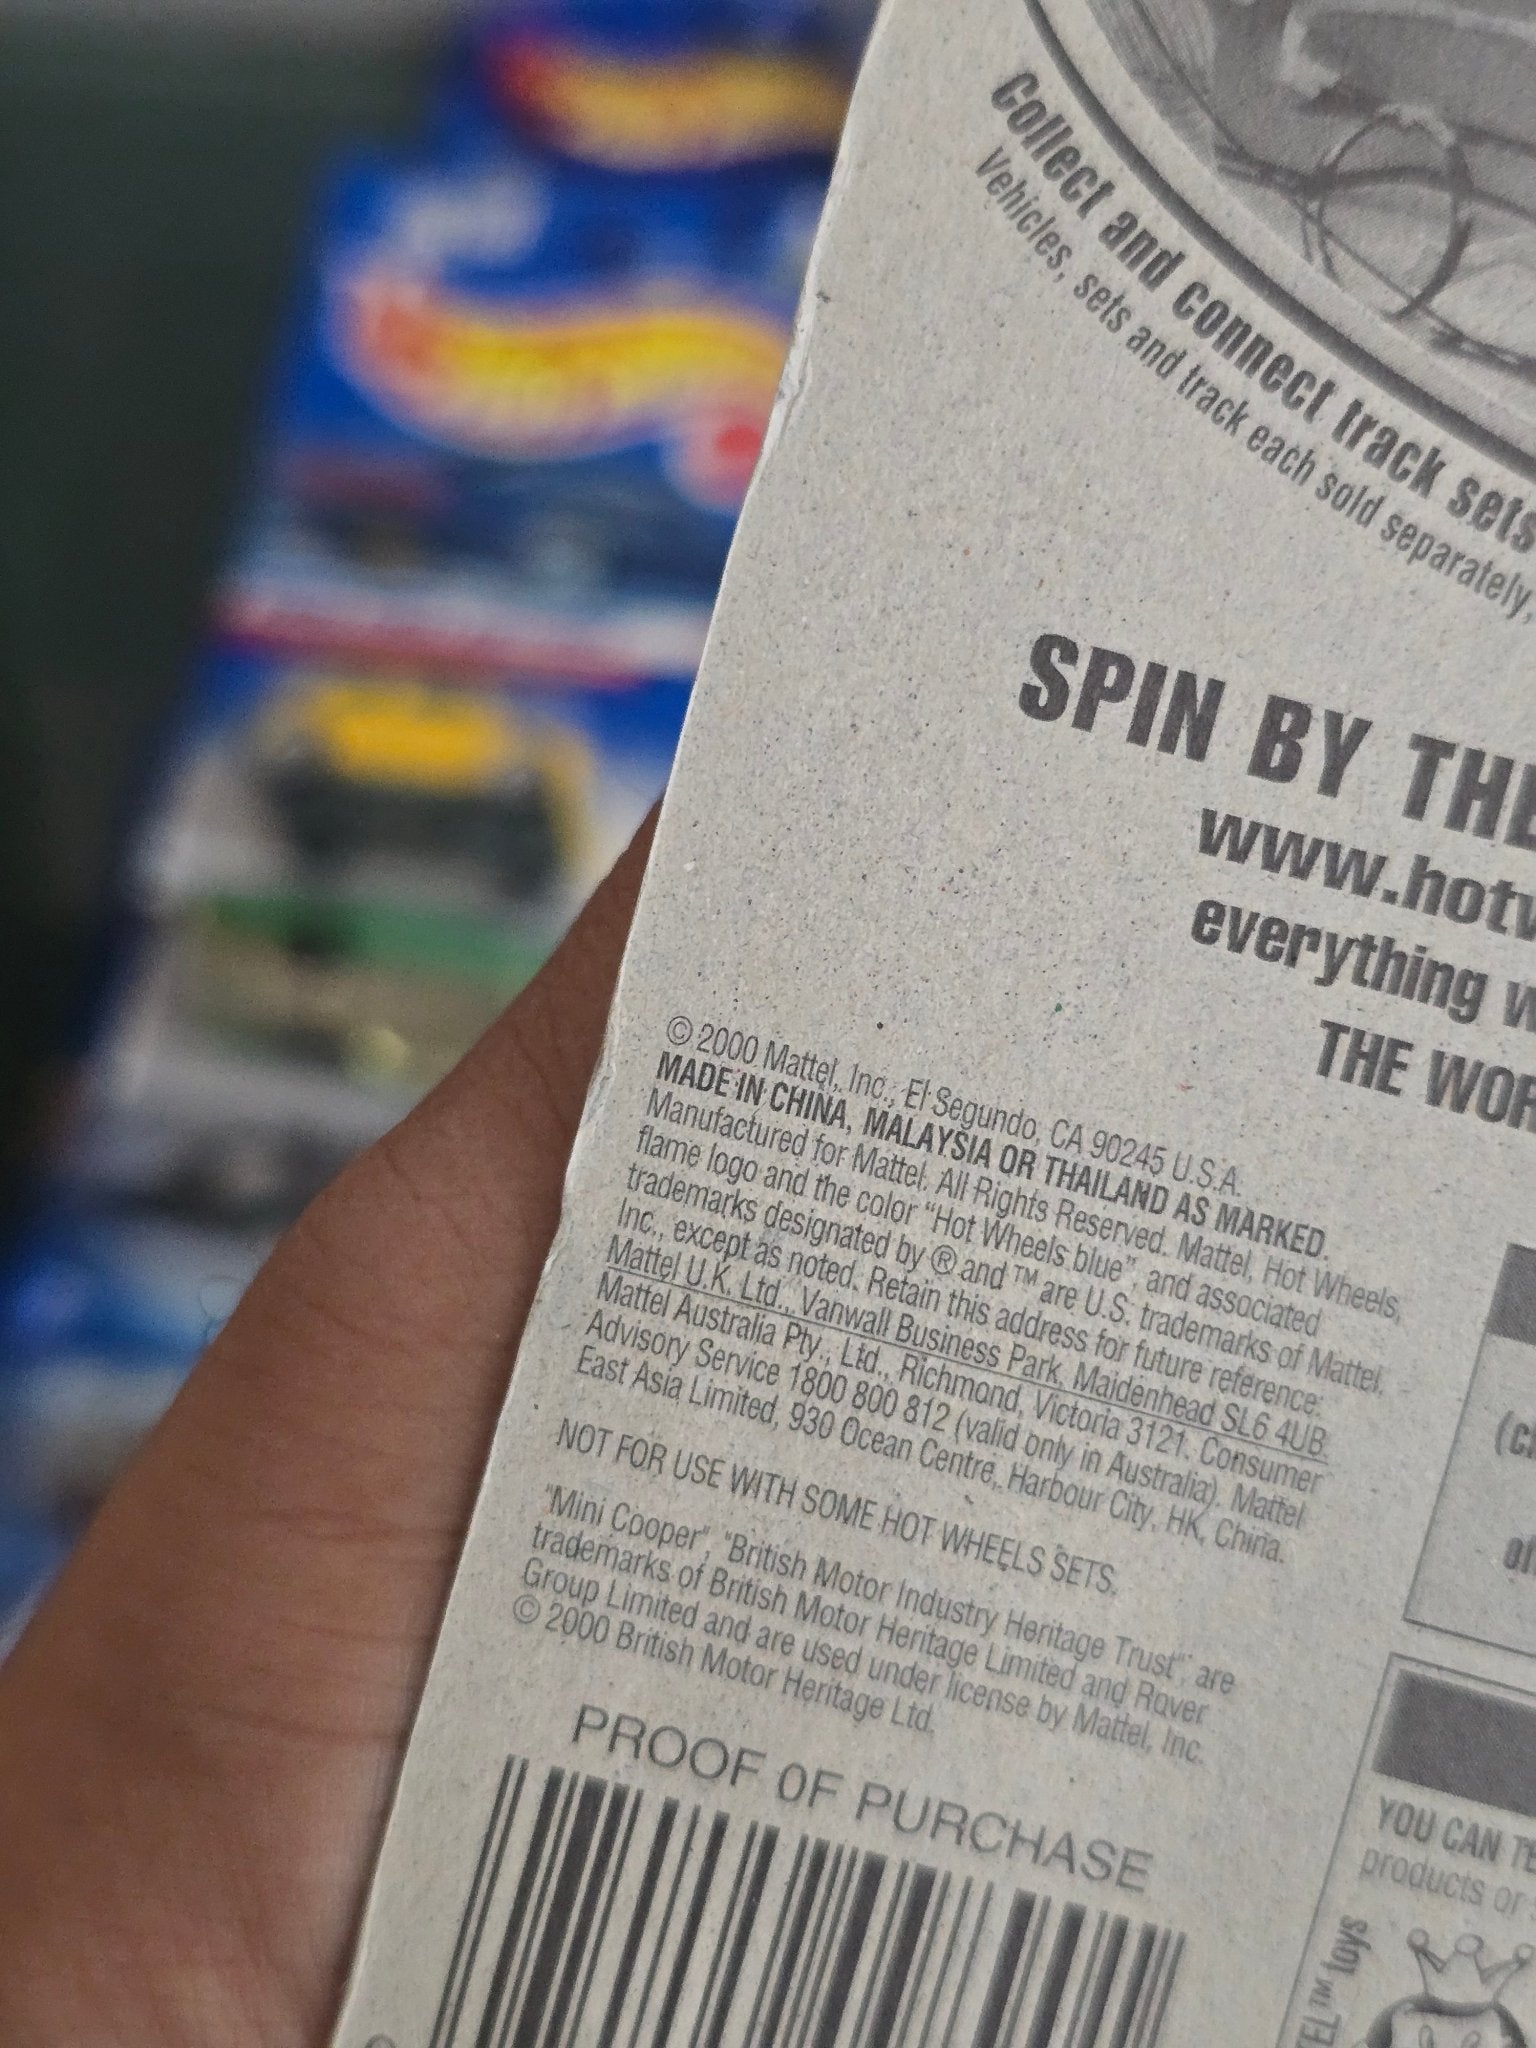 Collect and connect track sets
Vehicles, sets and track each sold separately,
SPIN BY THE
www.hotw
everything w
THE WOR
© 2000 Mattel, Inc., El Segundo, CA 90245 U.S.A.
MADE IN CHINA, MALAYSIA OR THAILAND AS MARKED.
Manufactured for Mattel. All Rights Reserved. Mattel, Hot Wheels,
flame logo and the color "Hot Wheels blue", and associated
trademarks designated by ® and ™ are U.S. trademarks of Mattel,
Inc., except as noted. Retain this address for future reference:
Mattel U.K. Ltd., Vanwall Business Park, Maidenhead SL6 4UB.
Mattel Australia Pty., Ltd., Richmond, Victoria 3121. Consumer
Advisory Service 1800 800 812 (valid only in Australia). Mattel
East Asia Limited, 930 Ocean Centre, Harbour City, HK, China.
NOT FOR USE WITH SOME HOT WHEELS SETS.
"Mini Cooper", "British Motor Industry Heritage Trust", are
trademarks of British Motor Heritage Limited and Rover
Group Limited and are used under license by Mattel, Inc.
© 2000 British Motor Heritage Ltd.
PROOF OF PURCHASE
YOU CAN TE
products or
TEL™ toys